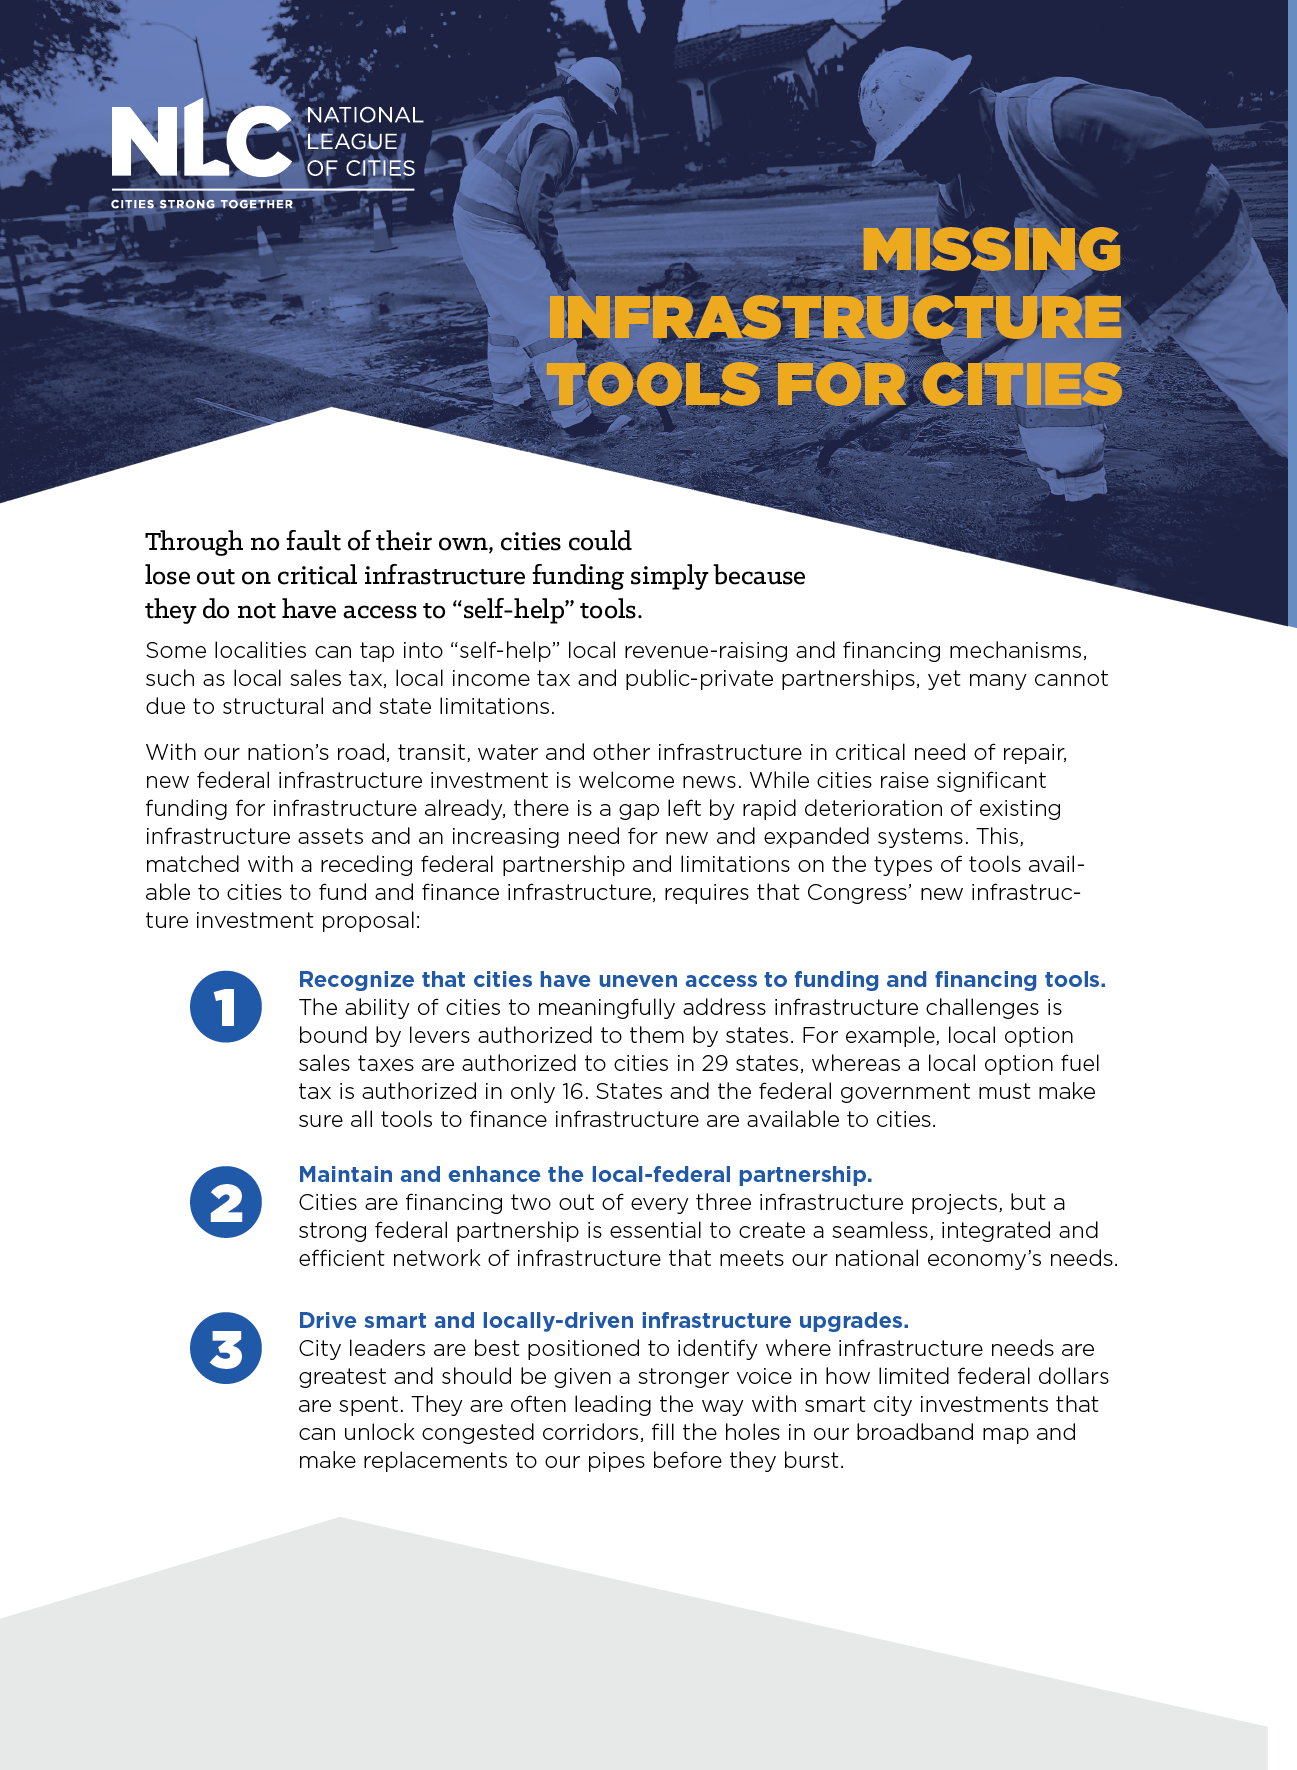 NLC
NATIONAL
LEAGUE
OF CITIES
CITIES STRONG TOGETHER
MISSING
INFRASTRUCTURE
TOOLS FOR CITIES
Through no fault of their own, cities could
lose out on critical infrastructure funding simply because
they do not have access to “self-help” tools.
Some localities can tap into “self-help” local revenue-raising and financing mechanisms,
such as local sales tax, local income tax and public-private partnerships, yet many cannot
due to structural and state limitations.
With our nation’s road, transit, water and other infrastructure in critical need of repair,
new federal infrastructure investment is welcome news. While cities raise significant
funding for infrastructure already, there is a gap left by rapid deterioration of existing
infrastructure assets and an increasing need for new and expanded systems. This,
matched with a receding federal partnership and limitations on the types of tools avail-
able to cities to fund and finance infrastructure, requires that Congress’ new infrastruc-
ture investment proposal:
1
Recognize that cities have uneven access to funding and financing tools.
The ability of cities to meaningfully address infrastructure challenges is
bound by levers authorized to them by states. For example, local option
sales taxes are authorized to cities in 29 states, whereas a local option fuel
tax is authorized in only 16. States and the federal government must make
sure all tools to finance infrastructure are available to cities.
2
Maintain and enhance the local-federal partnership.
Cities are financing two out of every three infrastructure projects, but a
strong federal partnership is essential to create a seamless, integrated and
efficient network of infrastructure that meets our national economy’s needs.
3
Drive smart and locally-driven infrastructure upgrades.
City leaders are best positioned to identify where infrastructure needs are
greatest and should be given a stronger voice in how limited federal dollars
are spent. They are often leading the way with smart city investments that
can unlock congested corridors, fill the holes in our broadband map and
make replacements to our pipes before they burst.